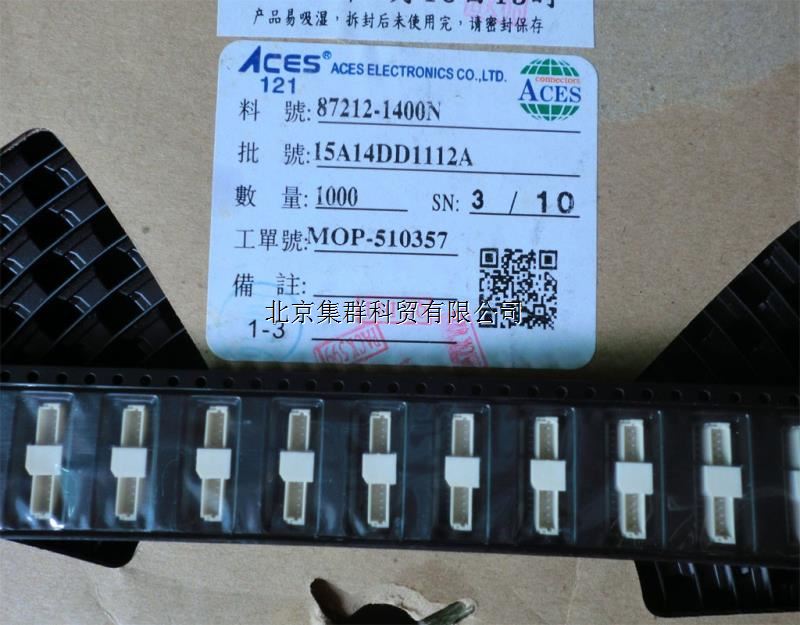 产品易吸湿，拆封后未使用完，请密封保存
ACES® ACES ELECTRONICS CO.,LTD.
121
connectors
ACES
料 號: 87212-1400N
批 號: 15A14DD1112A
數 量: 1000 SN: 3 / 10
工單號: MOP-510357
備 註:
北京集群科贸有限公司
1-3